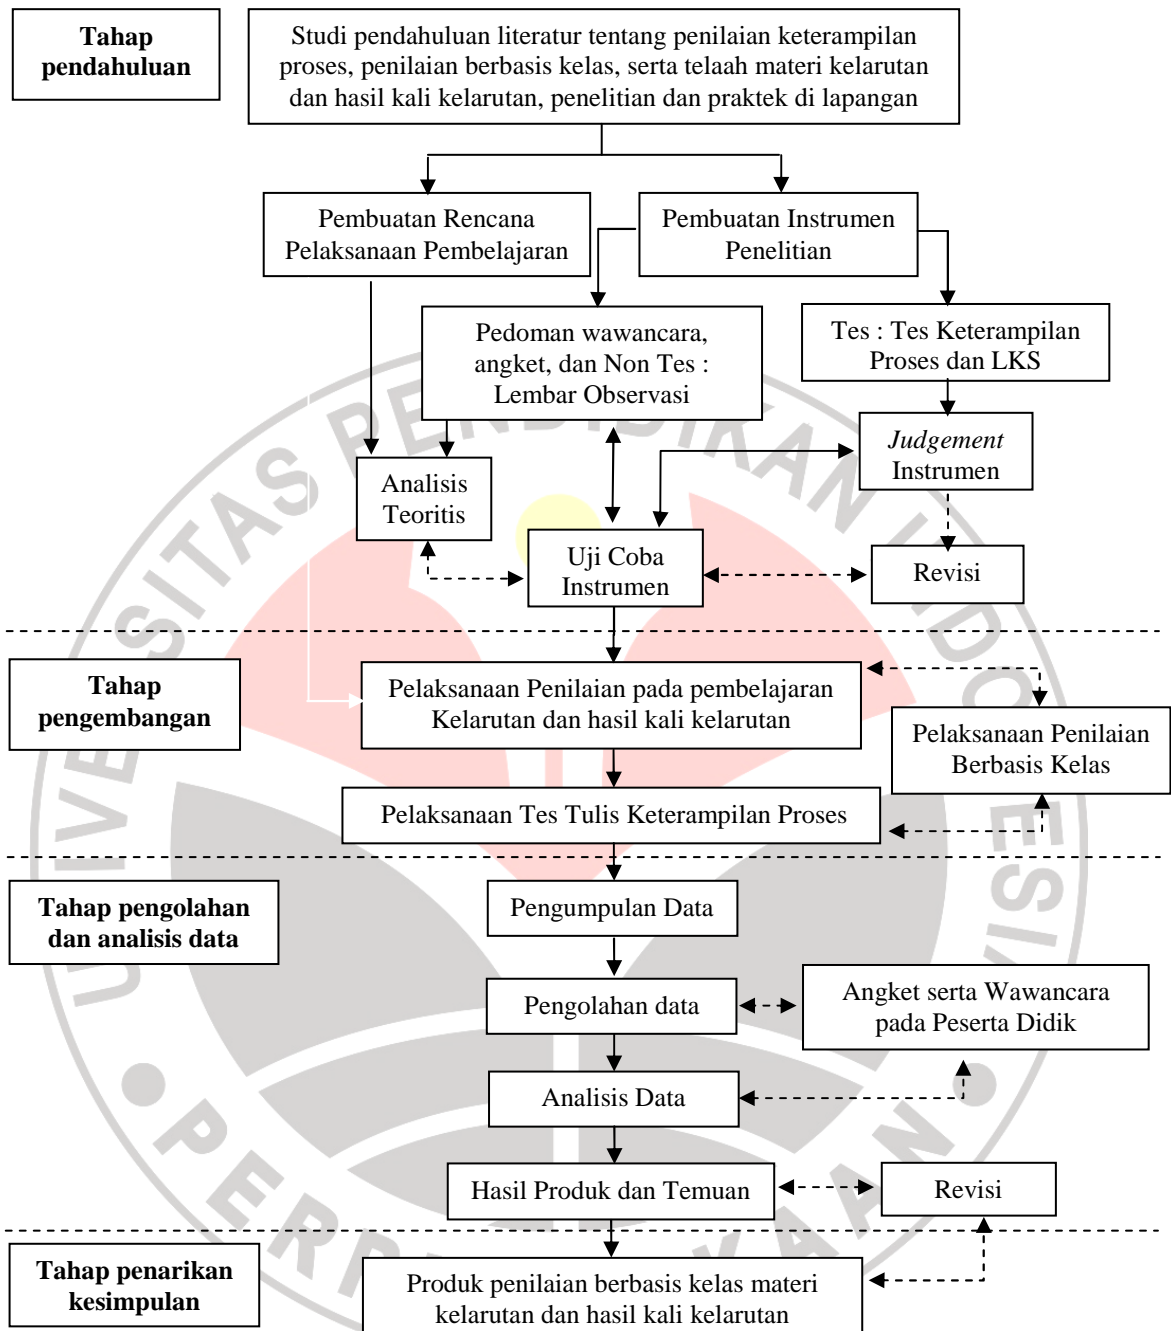 Tahap
pendahuluan
Studi pendahuluan literatur tentang penilaian keterampilan
proses, penilaian berbasis kelas, serta telaah materi kelarutan
dan hasil kali kelarutan, penelitian dan praktek di lapangan
Pembuatan Rencana
Pelaksanaan Pembelajaran
Pembuatan Instrumen
Penelitian
Pedoman wawancara,
angket, dan Non Tes :
Lembar Observasi
Tes : Tes Keterampilan
Proses dan LKS
Judgement
Instrumen
Analisis
Teoritis
Uji Coba
Instrumen
Revisi
Tahap
pengembangan
Pelaksanaan Penilaian pada pembelajaran
Kelarutan dan hasil kali kelarutan
Pelaksanaan Penilaian
Berbasis Kelas
Pelaksanaan Tes Tulis Keterampilan Proses
Tahap pengolahan
dan analisis data
Pengumpulan Data
Pengolahan data
Angket serta Wawancara
pada Peserta Didik
Analisis Data
Hasil Produk dan Temuan
Revisi
Tahap penarikan
kesimpulan
Produk penilaian berbasis kelas materi
kelarutan dan hasil kali kelarutan
UNIVERSITAS PENDIDIKAN INDONESIA